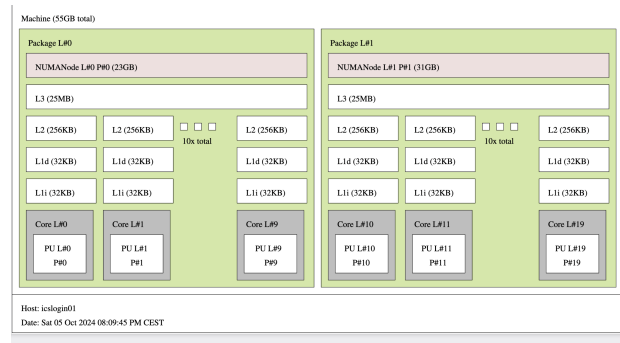 Machine (55GB total)
Package L#0
NUMANode L#0 P#0 (23GB)
L3 (25MB)
L2 (256KB) L2 (256KB) L2 (256KB)
10x total
L1d (32KB) L1d (32KB) L1d (32KB)
L1i (32KB) L1i (32KB) L1i (32KB)
Core L#0 Core L#1 Core L#9
PU L#0 PU L#1 PU L#9
P#0 P#1 P#9
Package L#1
NUMANode L#1 P#1 (31GB)
L3 (25MB)
L2 (256KB) L2 (256KB) L2 (256KB)
10x total
L1d (32KB) L1d (32KB) L1d (32KB)
L1i (32KB) L1i (32KB) L1i (32KB)
Core L#10 Core L#11 Core L#19
PU L#10 PU L#11 PU L#19
P#10 P#11 P#19
Host: icslogin01
Date: Sat 05 Oct 2024 08:09:45 PM CEST